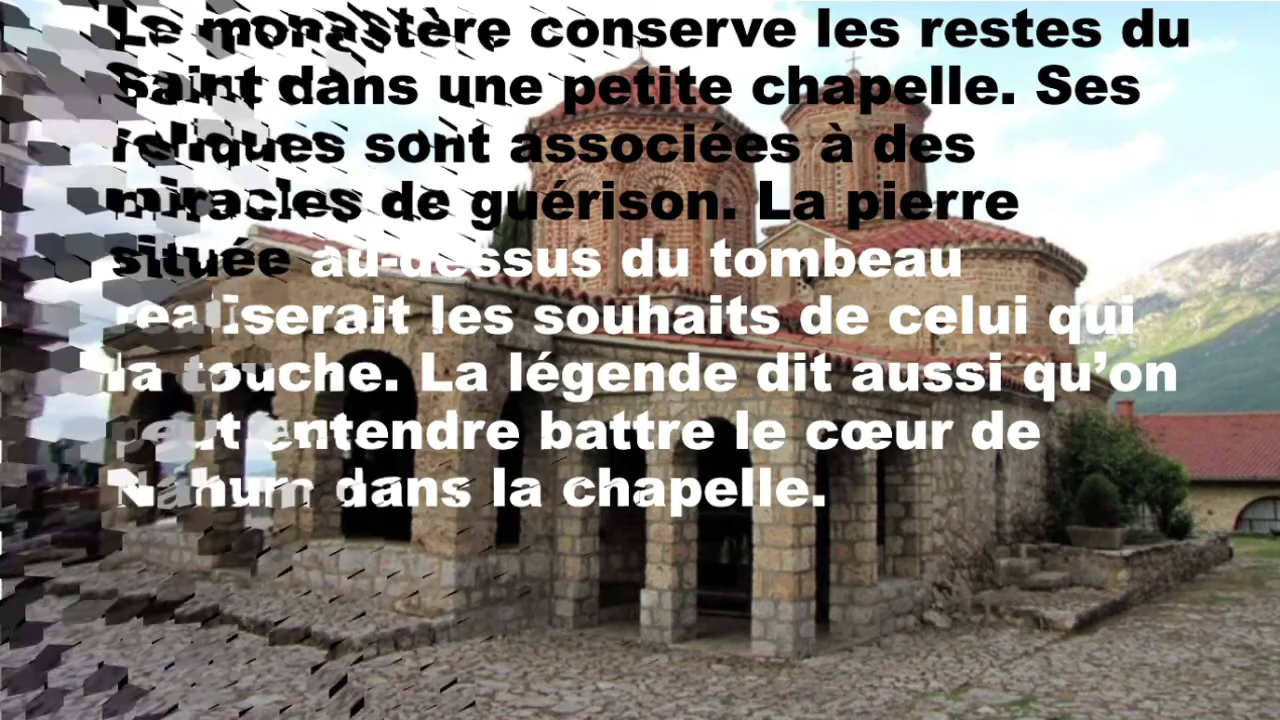 Le monastère conserve les restes du
Saint dans une petite chapelle. Ses
reliques sont associées à des
miracles de guérison. La pierre
située au-dessus du tombeau
realiserait les souhaits de celui qui
la touche. La légende dit aussi qu’on
peut entendre battre le cœur de
Nahum dans la chapelle.